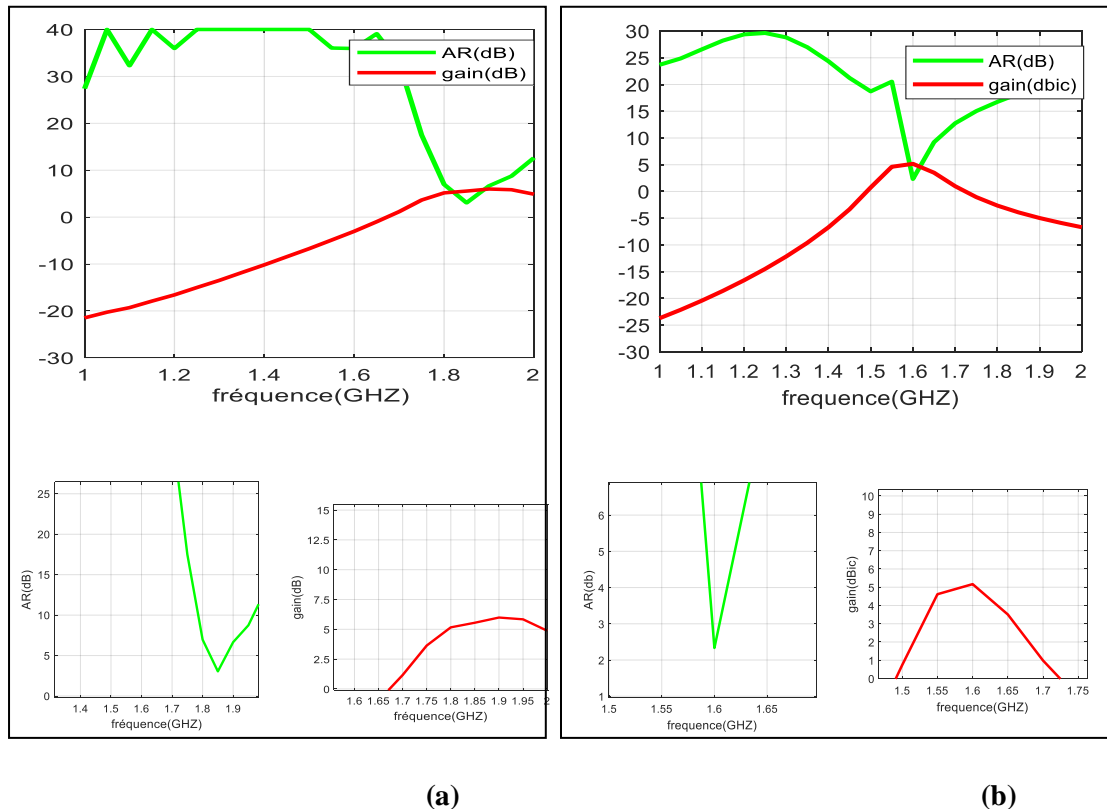 40
30
20
10
0
-10
-20
-30
AR(dB)
gain(dB)
1 1.2 1.4 1.6 1.8 2
fréquence(GHZ)
25
20
15
10
5
0
AR(dB)
1.4 1.5 1.6 1.7 1.8 1.9
fréquence(GHZ)
15
12.5
10
7.5
5
2.5
0
gain(dB)
1.6 1.65 1.7 1.75 1.8 1.85 1.9 1.95 2
fréquence(GHZ)
30
25
20
15
10
5
0
-5
-10
-15
-20
-25
-30
AR(dB)
gain(dbic)
1 1.1 1.2 1.3 1.4 1.5 1.6 1.7 1.8 1.9 2
frequence(GHZ)
7
6
5
4
3
2
1
AR(db)
1.5 1.55 1.6 1.65
frequence(GHZ)
10
9
8
7
6
5
4
3
2
1
0
gain(dBic)
1.5 1.55 1.6 1.65 1.7 1.75
frequence(GHZ)
(a) (b)